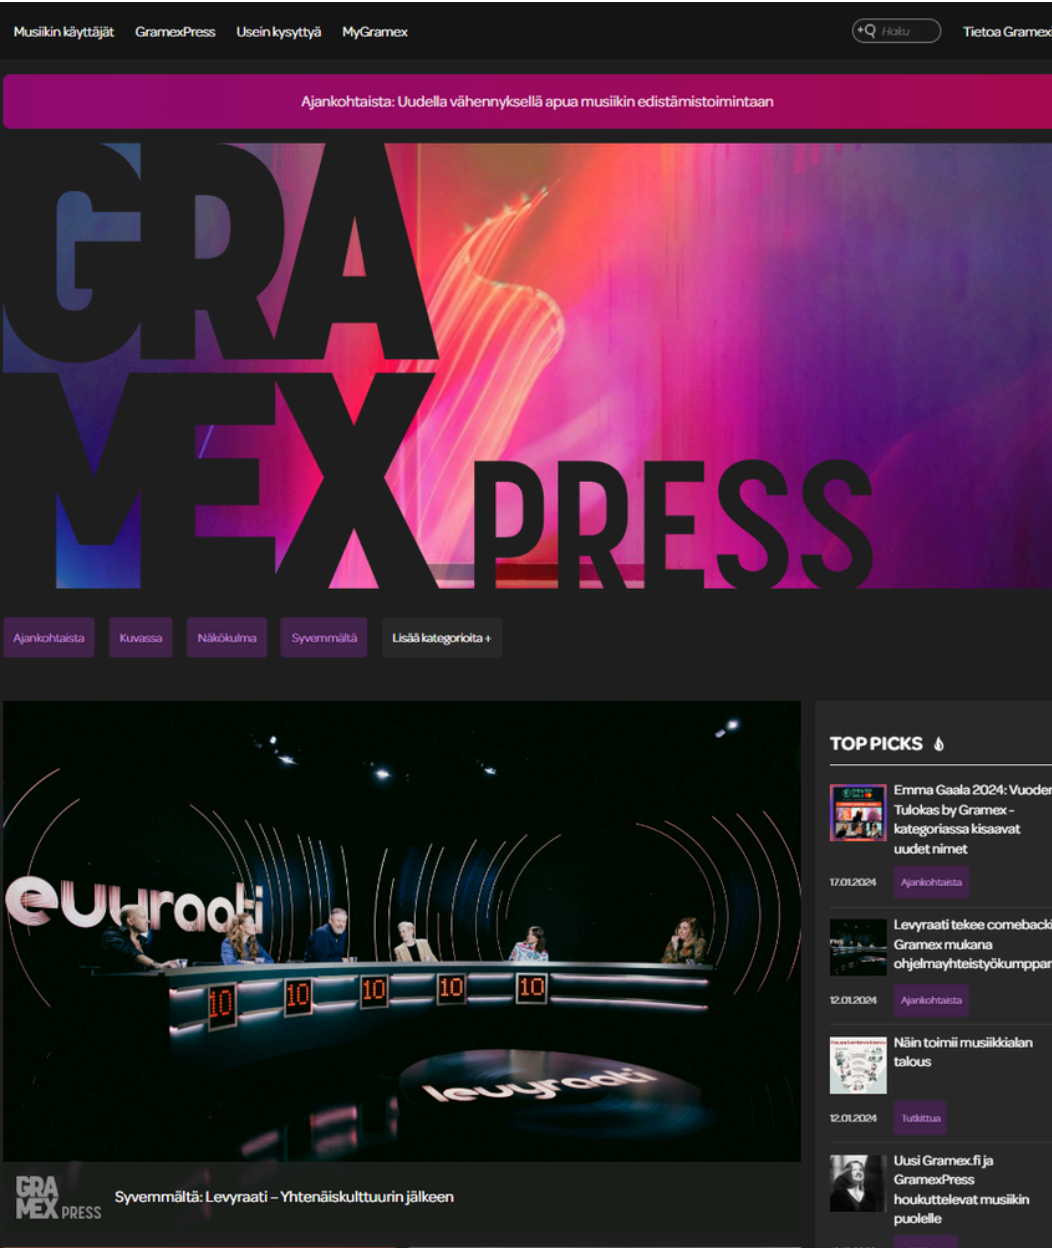 Musiikin käyttäjät GramexPress Usein kysyttyä MyGramex Haku Tietoa Gramex
Ajankohtaista: Uudella vähennyksellä apua musiikin edistämistoimintaan
GRA
MEX PRESS
Ajankohtaista Kuvassa Näkökulma Syvemmältä Lisää kategorioita +
euyraati
10 10 10 10 10
levyraati
GRA
MEX PRESS
Syvemmältä: Levyraati – Yhtenäiskulttuurin jälkeen
TOP PICKS
Emma Gaala 2024: Vuoden
Tulokas by Gramex -
kategoriassa kisaavat
uudet nimet
17.01.2024 Ajankohtaista
Levyraati tekee comebacki
Gramex mukana
ohjelmayhteistyökumppan
12.01.2024 Ajankohtaista
Näin toimii musiikkialan
talous
12.01.2024 Tutkittua
Uusi Gramex.fi ja
GramexPress
houkuttelevat musiikin
puolelle